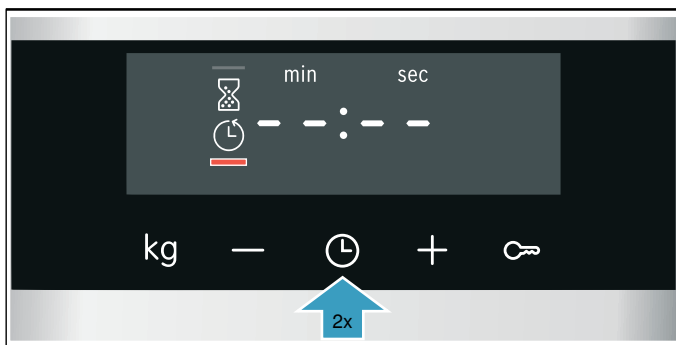 min sec
--:--
kg − +
2x